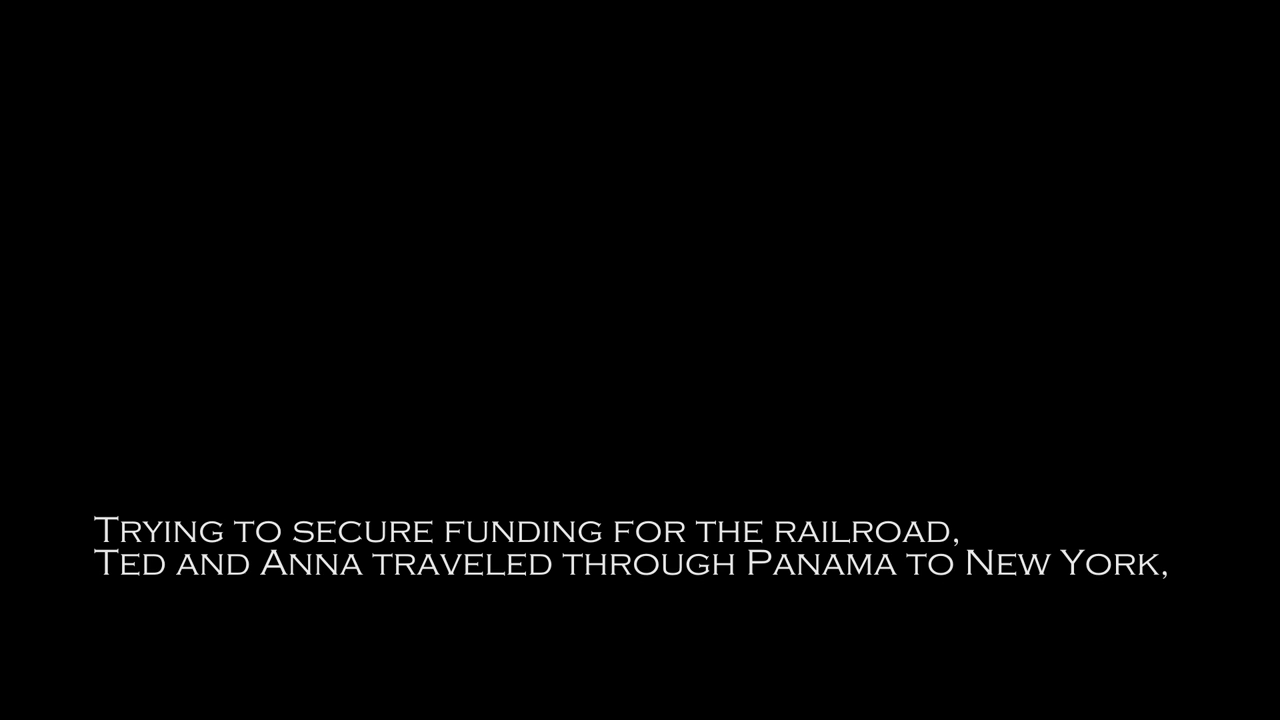 Trying to secure funding for the railroad,
Ted and Anna traveled through Panama to New York,